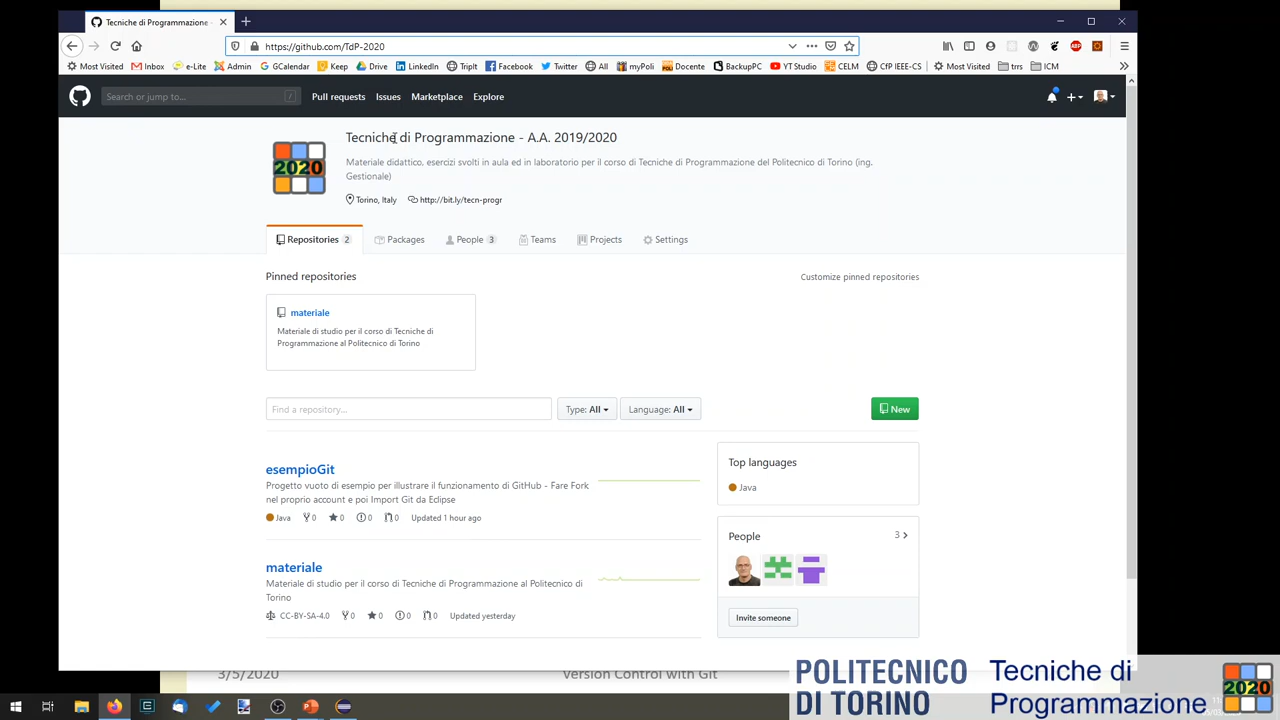 Tecniche di Programmazione -
https://github.com/TdP-2020
Most Visited Inbox e-Lite Admin GCalendar Keep Drive LinkedIn TripIt Facebook Twitter All myPoli Docente BackupPC YT Studio CELM CfP IEEE-CS Most Visited trrs ICM
Search or jump to... / Pull requests Issues Marketplace Explore
Tecniche di Programmazione - A.A. 2019/2020
2020
Materiale didattico, esercizi svolti in aula ed in laboratorio per il corso di Tecniche di Programmazione del Politecnico di Torino (ing.
Gestionale)
Torino, Italy http://bit.ly/tecn-progr
Repositories 2 Packages People 3 Teams Projects Settings
Pinned repositories Customize pinned repositories
materiale
Materiale di studio per il corso di Tecniche di
Programmazione al Politecnico di Torino
Find a repository... Type: All Language: All New
esempioGit
Progetto vuoto di esempio per illustrare il funzionamento di GitHub - Fare Fork
nel proprio account e poi Import Git da Eclipse
Java 0 0 0 0 Updated 1 hour ago
Top languages
Java
materiale
Materiale di studio per il corso di Tecniche di Programmazione al Politecnico di
Torino
CC-BY-SA-4.0 0 0 0 0 Updated yesterday
People 3
Invite someone
3/5/2020 Version Control with Git
POLITECNICO
DI TORINO
Tecniche di
Programmazione
2020